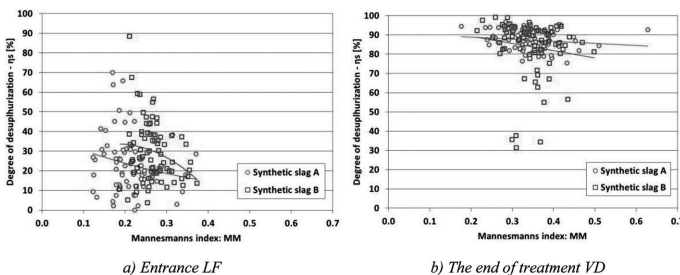 100
90
80
70
60
50
40
30
20
10
0
Degree of desuplhurization - ηs [%]
Synthetic slag A
Synthetic slag B
0.0 0.1 0.2 0.3 0.4 0.5 0.6 0.7
Mannesmanns index: MM
a) Entrance LF
100
90
80
70
60
50
40
30
20
10
0
Degree of desuplhurization - ηs [%]
Synthetic slag A
Synthetic slag B
0.0 0.1 0.2 0.3 0.4 0.5 0.6 0.7
Mannesmanns index: MM
b) The end of treatment VD